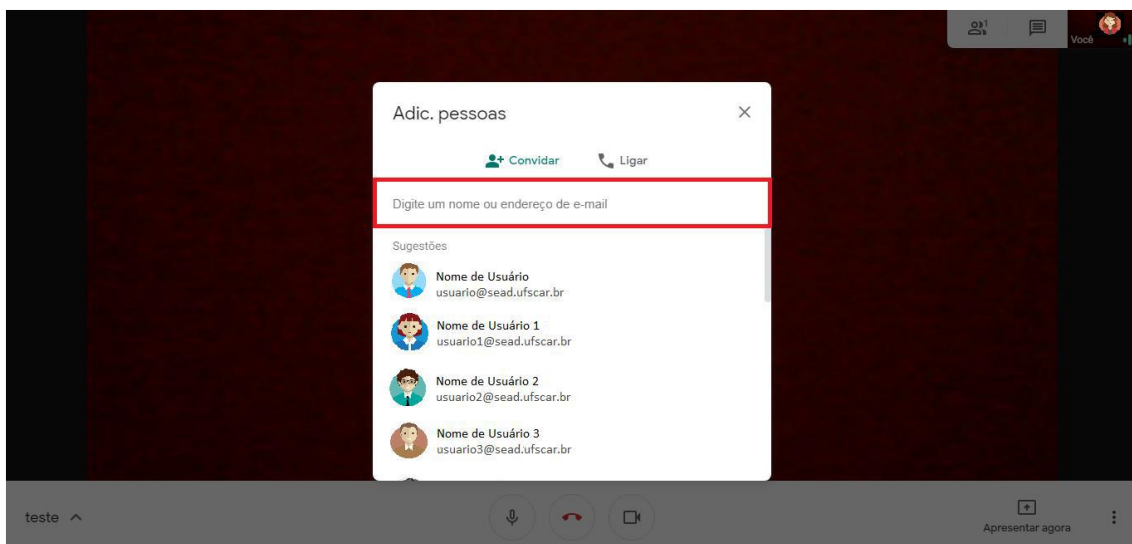 1
Você
Adic. pessoas
Convidar
Ligar
Digite um nome ou endereço de e-mail
Sugestões
Nome de Usuário
usuario@sead.ufscar.br
Nome de Usuário 1
usuario1@sead.ufscar.br
Nome de Usuário 2
usuario2@sead.ufscar.br
Nome de Usuário 3
usuario3@sead.ufscar.br
teste
Apresentar agora